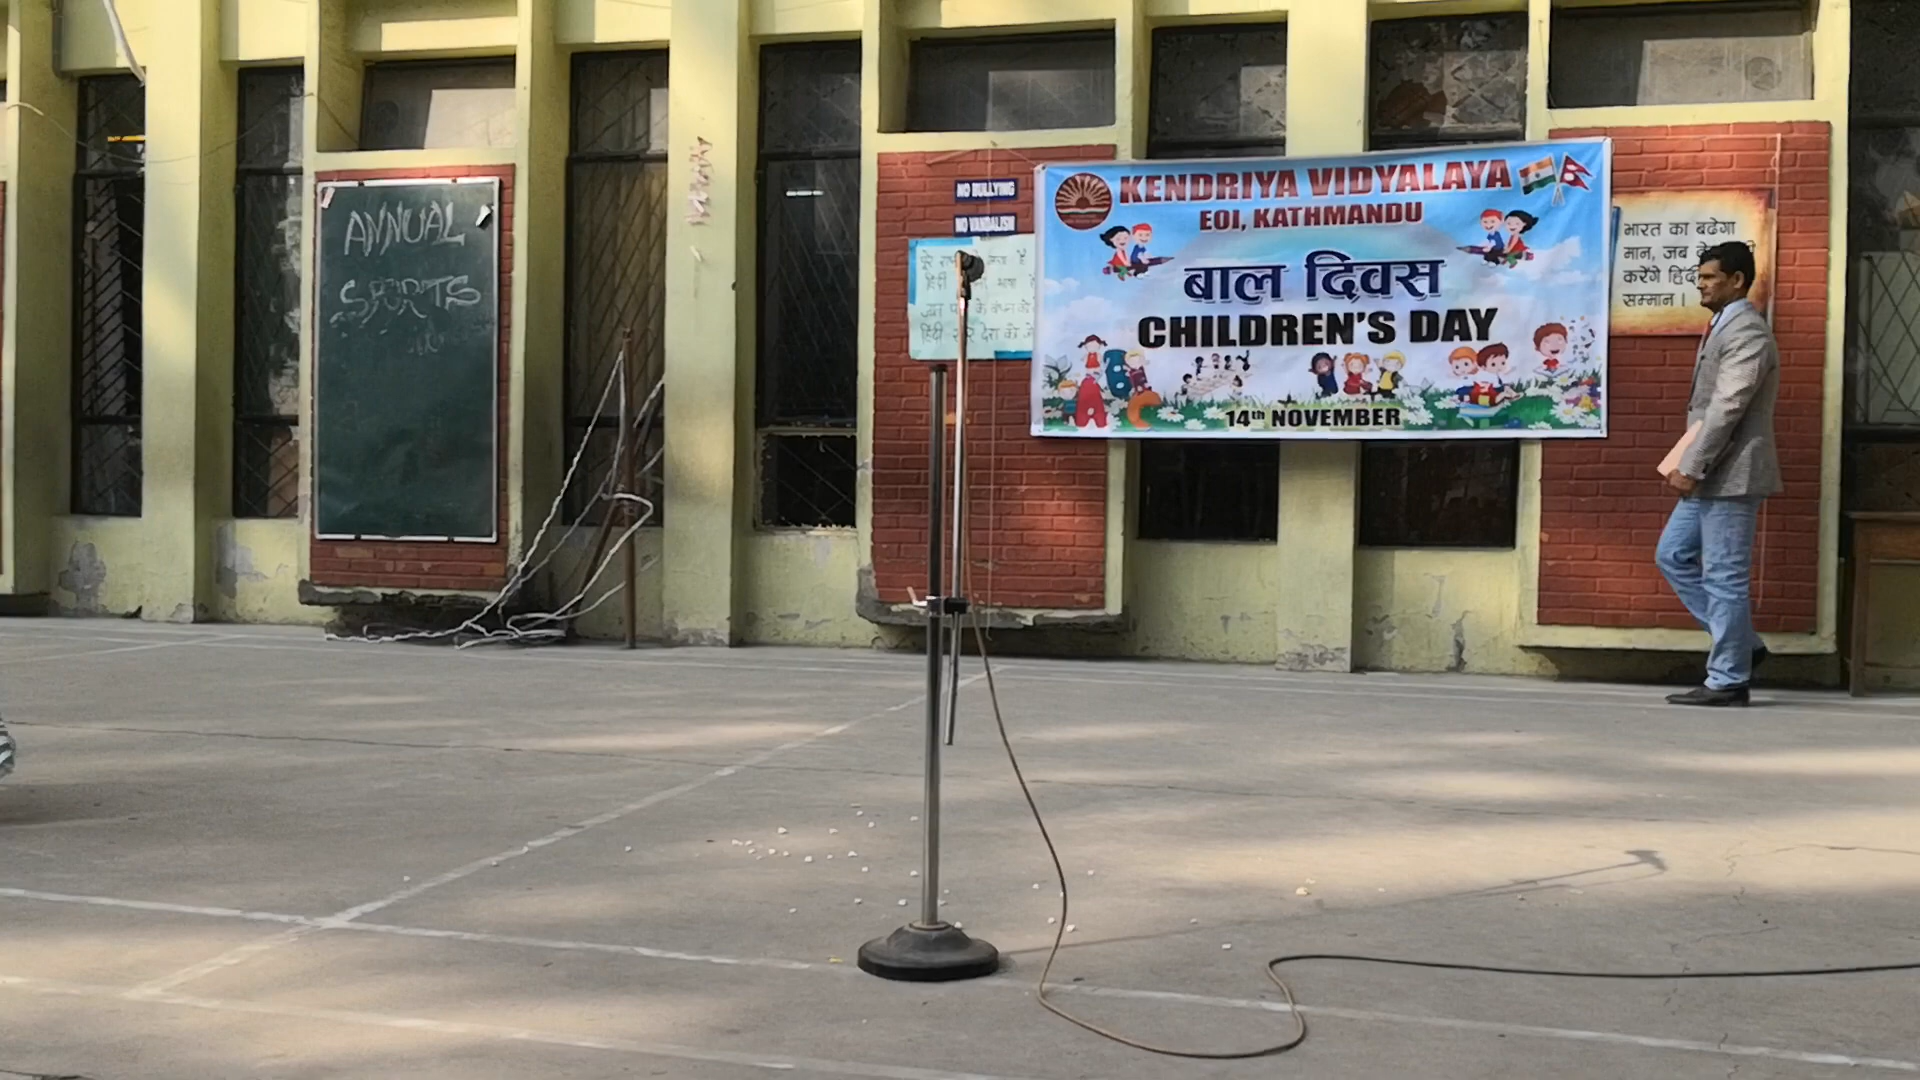 ANNUAL
SPORTS
NO BULLYING
NO VANDALISM
KENDRIYA VIDYALAYA
EOI, KATHMANDU
बाल दिवस
CHILDREN'S DAY
14th NOVEMBER
पूरे
हिंदी
भाषा
हिंदी
भारत का बढेगा
मान, जब
करेंगे हिंदी
सम्मान ।